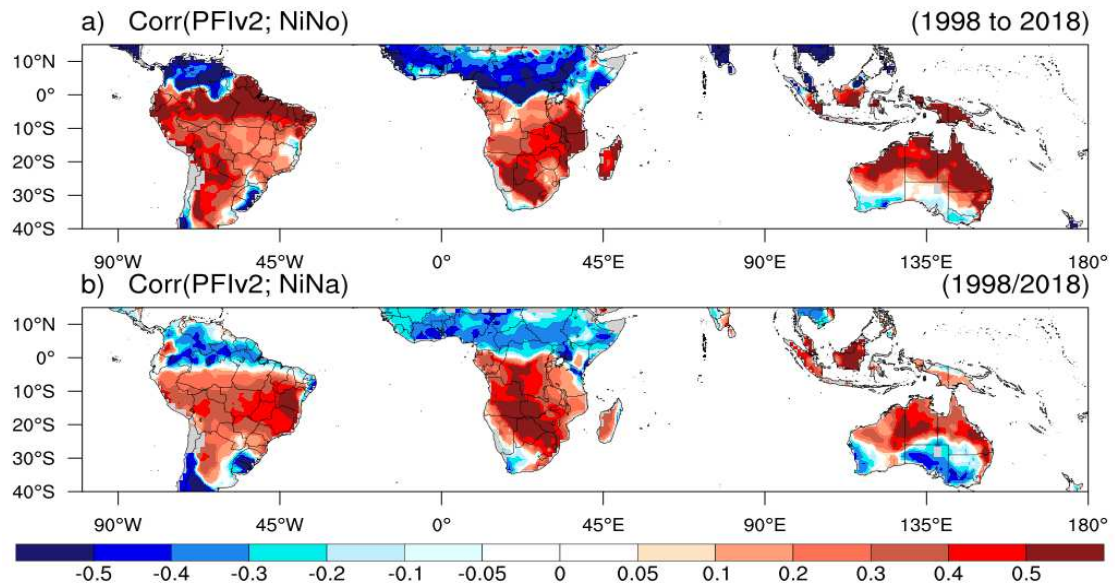 a) Corr(PFIv2; NiNo) (1998 to 2018)
10°N
0°
10°S
20°S
30°S
40°S
90°W 45°W 0° 45°E 90°E 135°E 180°
b) Corr(PFIv2; NiNa) (1998/2018)
10°N
0°
10°S
20°S
30°S
40°S
90°W 45°W 0° 45°E 90°E 135°E 180°
-0.5 -0.4 -0.3 -0.2 -0.1 -0.05 0 0.05 0.1 0.2 0.3 0.4 0.5